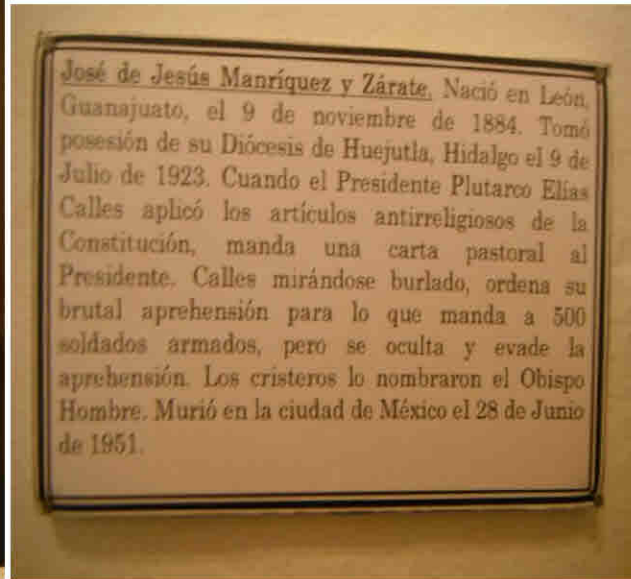 José de Jesús Manríquez y Zárate. Nació en León,
Guanajuato, el 9 de noviembre de 1884. Tomó
posesión de su Diócesis de Huejutla, Hidalgo el 9 de
Julio de 1923. Cuando el Presidente Plutarco Elías
Calles aplicó los artículos antirreligiosos de la
Constitución, manda una carta pastoral al
Presidente. Calles mirándose burlado, ordena su
brutal aprehensión para lo que manda a 500
soldados armados, pero se oculta y evade la
aprehensión. Los cristeros lo nombraron el Obispo
Hombre. Murió en la ciudad de México el 28 de Junio
de 1951.